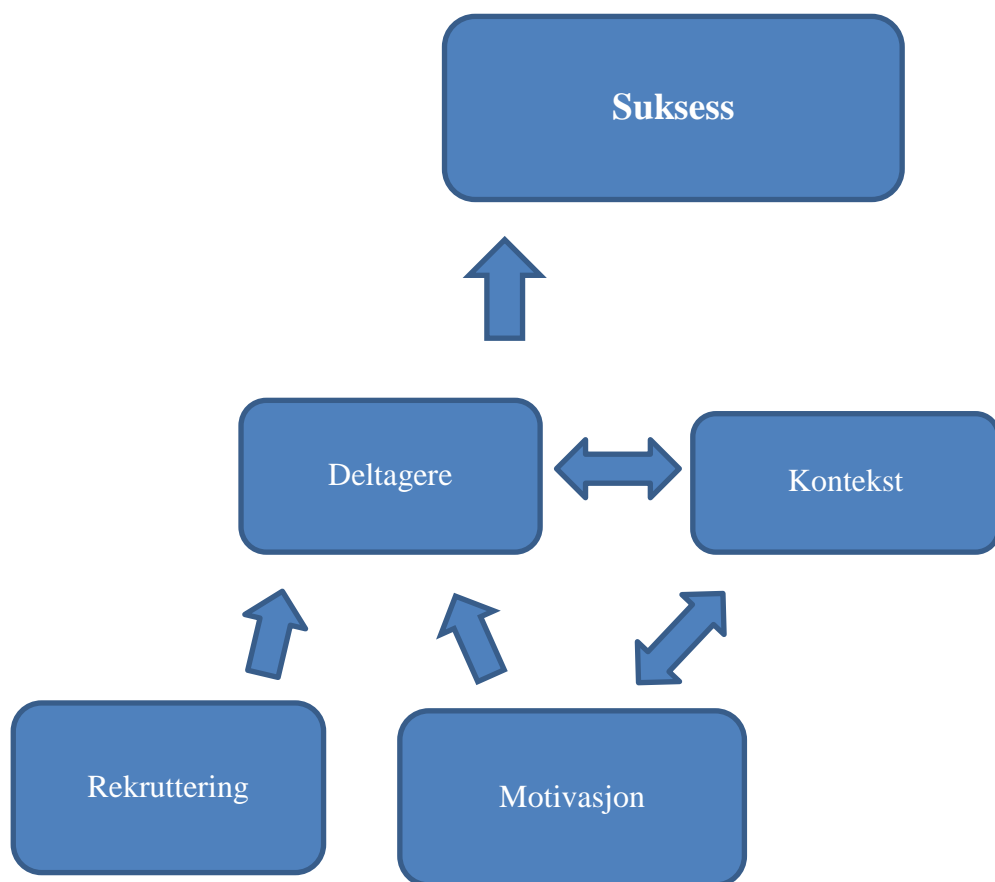 Suksess
Deltagere
Kontekst
Rekruttering
Motivasjon